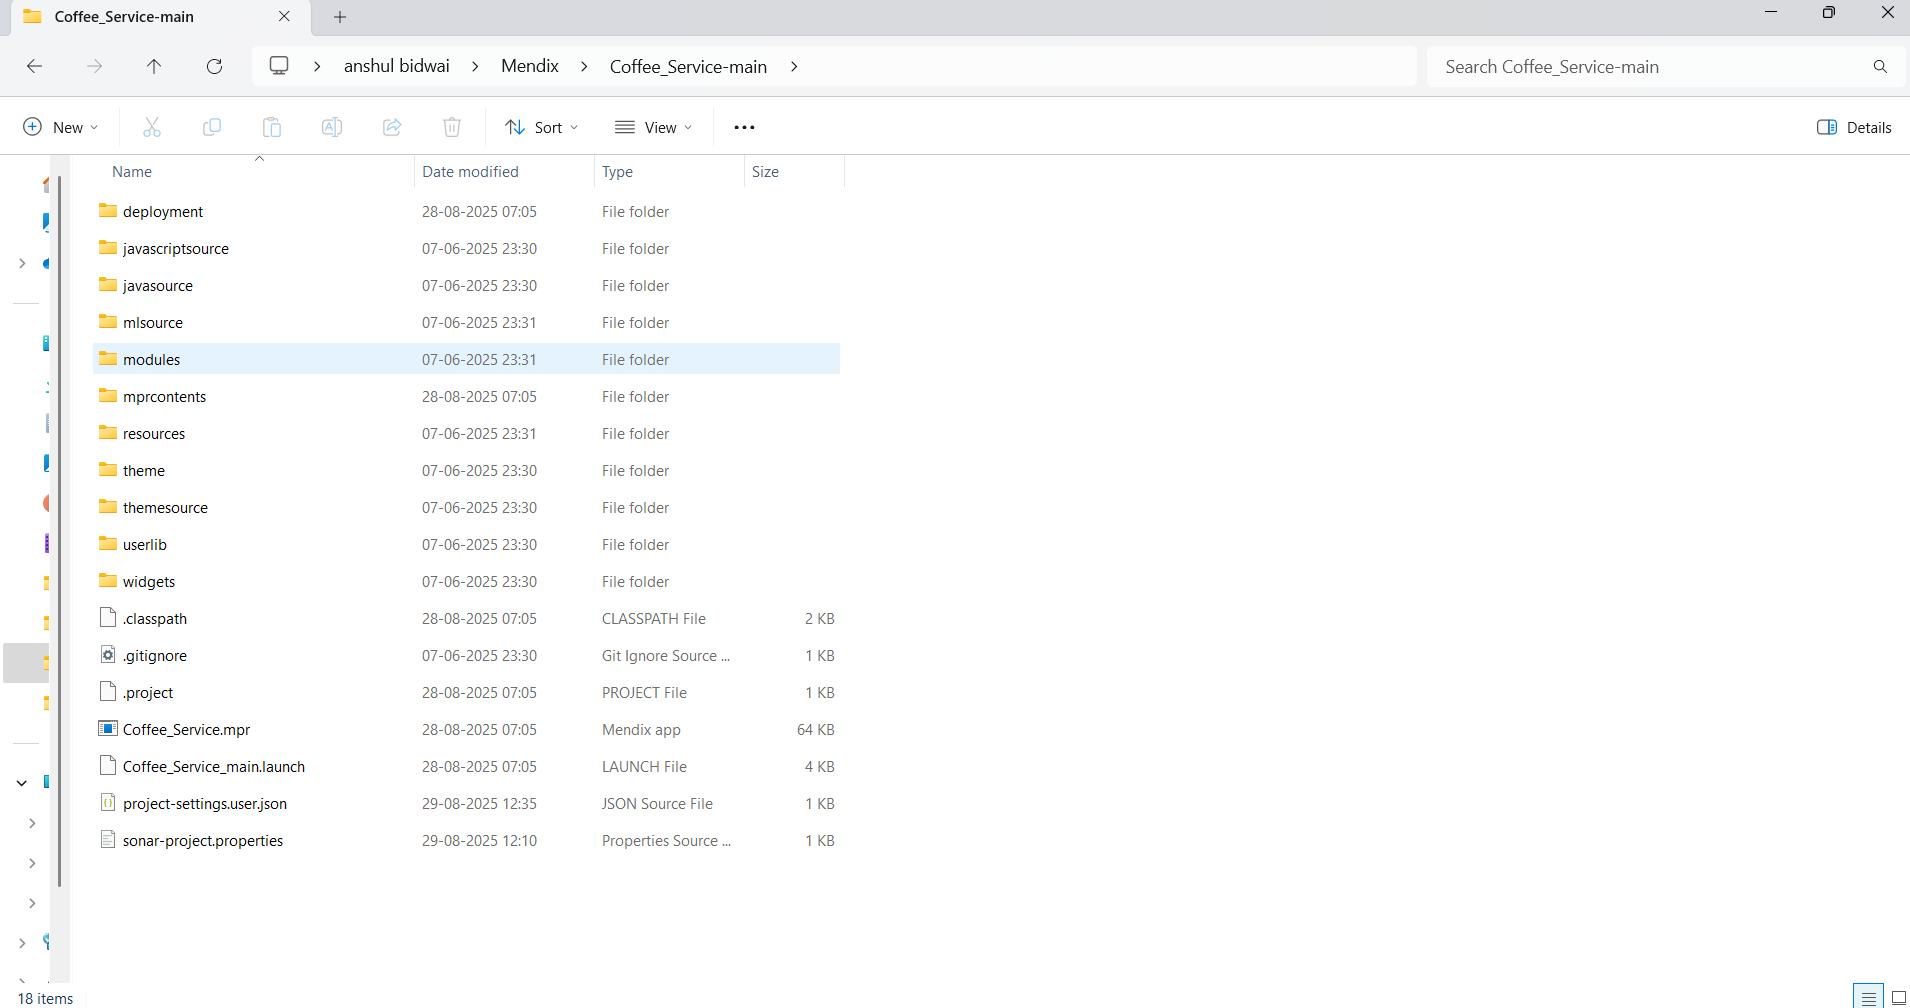 Coffee_Service-main
anshul bidwai Mendix Coffee_Service-main
Search Coffee_Service-main
New Sort View Details
Name Date modified Type Size
deployment 28-08-2025 07:05 File folder
javascriptsource 07-06-2025 23:30 File folder
javasource 07-06-2025 23:30 File folder
mlsource 07-06-2025 23:31 File folder
modules 07-06-2025 23:31 File folder
mprcontents 28-08-2025 07:05 File folder
resources 07-06-2025 23:31 File folder
theme 07-06-2025 23:30 File folder
themesource 07-06-2025 23:30 File folder
userlib 07-06-2025 23:30 File folder
widgets 07-06-2025 23:30 File folder
.classpath 28-08-2025 07:05 CLASSPATH File 2 KB
.gitignore 07-06-2025 23:30 Git Ignore Source ... 1 KB
.project 28-08-2025 07:05 PROJECT File 1 KB
Coffee_Service.mpr 28-08-2025 07:05 Mendix app 64 KB
Coffee_Service_main.launch 28-08-2025 07:05 LAUNCH File 4 KB
project-settings.user.json 29-08-2025 12:35 JSON Source File 1 KB
sonar-project.properties 29-08-2025 12:10 Properties Source ... 1 KB
18 items